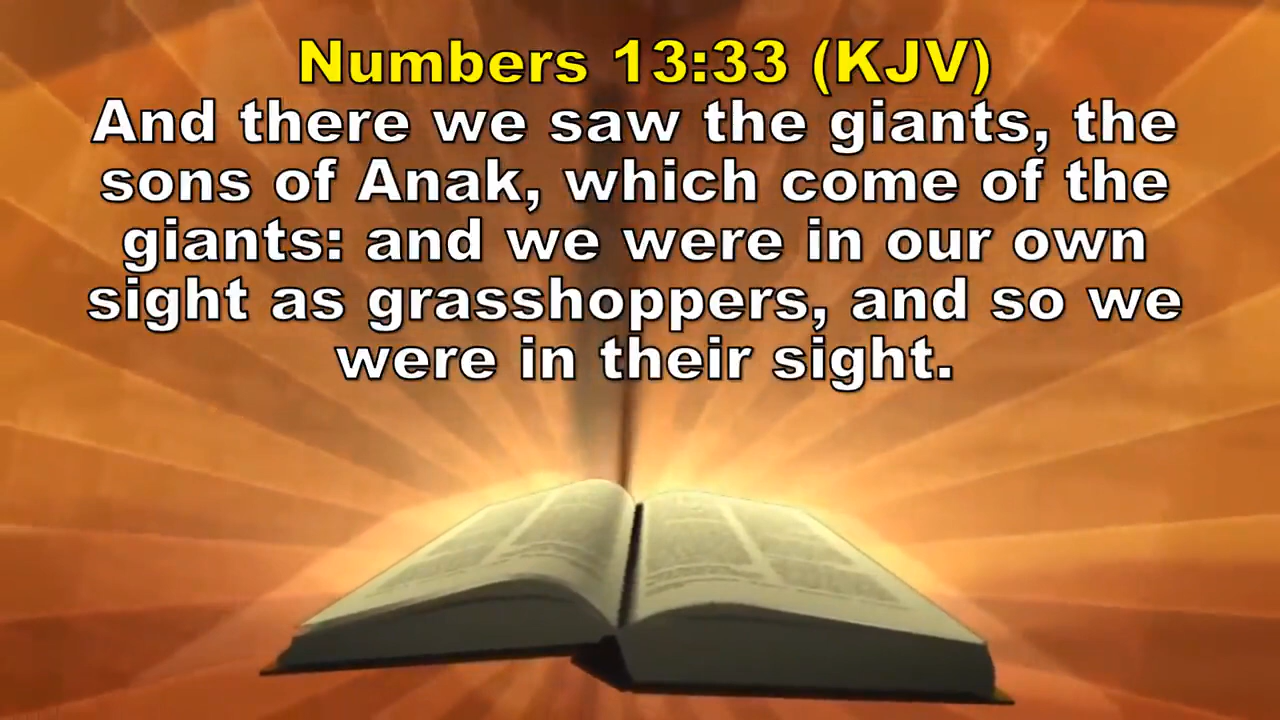 Numbers 13:33 (KJV)
And there we saw the giants, the
sons of Anak, which come of the
giants: and we were in our own
sight as grasshoppers, and so we
were in their sight.